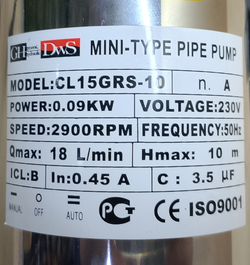 GH DWS MINI-TYPE PIPE PUMP
MODEL:CL15GRS-10 n. A
POWER:0.09KW VOLTAGE:230V
SPEED:2900RPM FREQUENCY:50Hz
Qmax: 18 L/min Hmax: 10 m
ICL:B In:0.45 A C: 3.5 µF
MANUAL OFF AUTO CE ISO9001